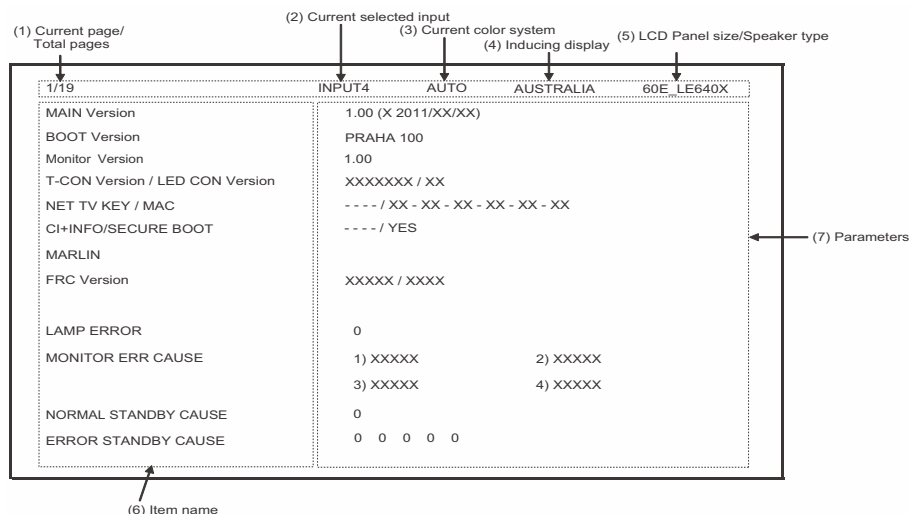 (2) Current selected input
(1) Current page/
Total pages
(3) Current color system
(4) Inducing display
(5) LCD Panel size/Speaker type
1/19 INPUT4 AUTO AUSTRALIA 60E_LE640X
MAIN Version 1.00 (X 2011/XX/XX)
BOOT Version PRAHA 100
Monitor Version 1.00
T-CON Version / LED CON Version XXXXXXX / XX
NET TV KEY / MAC - - - - / XX - XX - XX - XX - XX - XX
CI+INFO/SECURE BOOT - - - - / YES
(7) Parameters
MARLIN
FRC Version XXXXX / XXXX
LAMP ERROR 0
MONITOR ERR CAUSE 1) XXXXX 2) XXXXX
3) XXXXX 4) XXXXX
NORMAL STANDBY CAUSE 0
ERROR STANDBY CAUSE 0 0 0 0 0
(6) Item name